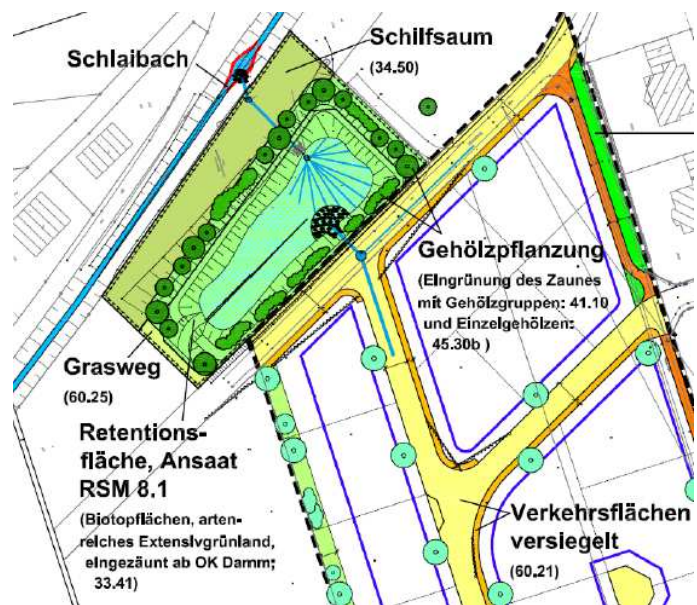 Schlaibach
Schilfsaum
(34.50)
Gehölzpflanzung
(EIngrünung des Zaunes
mit Gehölzgruppen: 41.10
und Einzelgehölzen:
45.30b )
Grasweg
(60.25)
Retentions-
fläche, Ansaat
RSM 8.1
(Biotopflächen, arten-
reIches ExtensIvgrünland,
eIngezäunt ab OK Damm;
33.41)
Verkehrsflächen
versiegelt
(60.21)